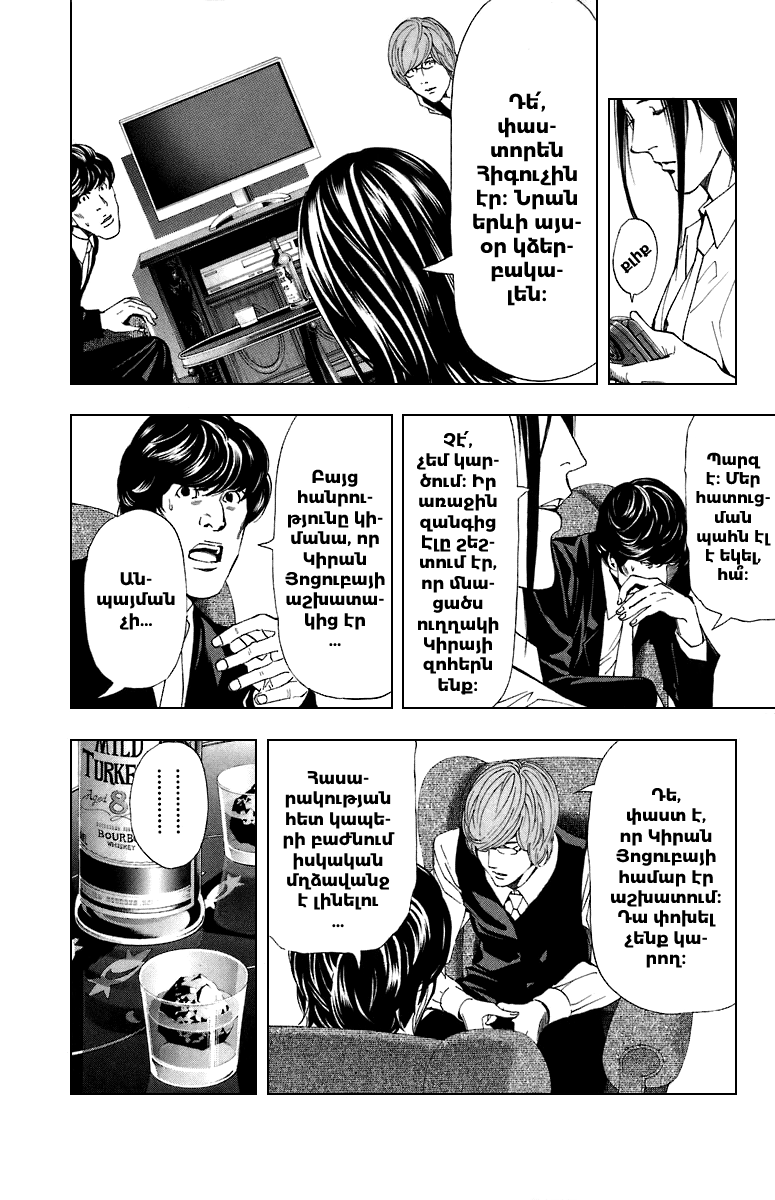 Դե՛,
փաս-
տորեն
Հիգուչին
էր։ Նրան
երևի այս-
օր կձեր-
բակա-
լեն։
Պարզ
է։ Մեր
հատուց-
ման
պահն էլ
է եկել,
հա՞։
Չէ՛,
չեմ կար-
ծում։ Իր
առաջին
զանգից
Էլը շեշ-
տում էր,
որ մնա-
ցածս
ուղղակի
Կիրայի
զոհերն
ենք։
Բայց
հանրու-
թյունը կի-
մանա, որ
Կիրան
Յոցուբայի
աշխատա-
կից էր
...
Ան-
պայման
չի...
Դե,
փաստ է,
որ Կիրան
Յոցուբայի
համար էր
աշխատում։
Դա փոխել
չենք կա-
րող։
Հասա-
րակության
հետ կապե-
րի բաժնում
իսկական
մղձավանջ
է լինելու
...
MILD
TURKE
Aged 8
BOURBO
WHISKEY